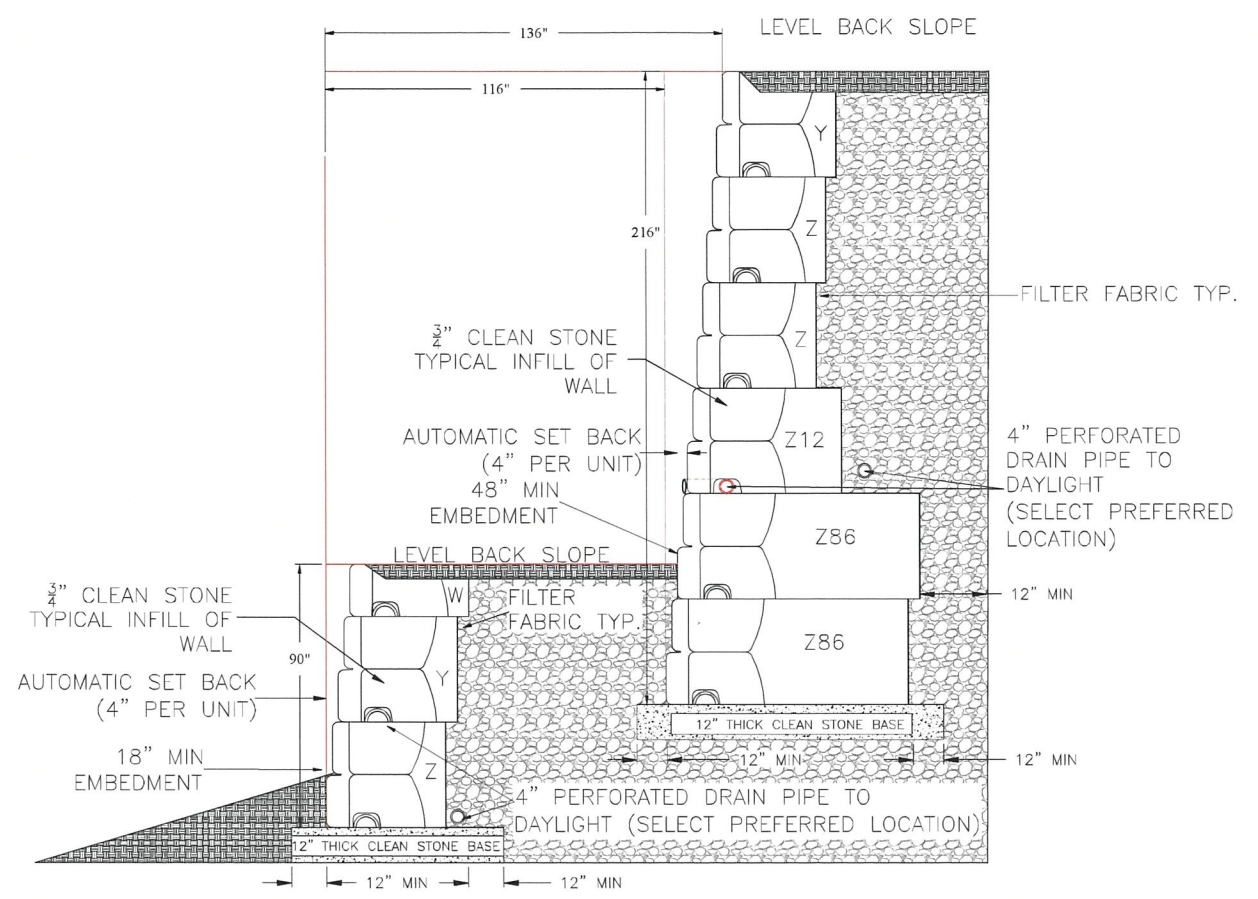 136"
LEVEL BACK SLOPE
116"
Y
216"
Z
FILTER FABRIC TYP.
¾" CLEAN STONE
TYPICAL INFILL OF
WALL
Z
AUTOMATIC SET BACK
(4" PER UNIT)
Z12
4" PERFORATED
DRAIN PIPE TO
DAYLIGHT
(SELECT PREFERRED
LOCATION)
48" MIN
EMBEDMENT
Z86
LEVEL BACK SLOPE
12" MIN
¾" CLEAN STONE
TYPICAL INFILL OF
WALL
W
FILTER
FABRIC TYP.
Z86
90"
Y
AUTOMATIC SET BACK
(4" PER UNIT)
12" THICK CLEAN STONE BASE
18" MIN
EMBEDMENT
Z
12" MIN
12" MIN
4" PERFORATED DRAIN PIPE TO
DAYLIGHT (SELECT PREFERRED LOCATION)
12" THICK CLEAN STONE BASE
12" MIN
12" MIN